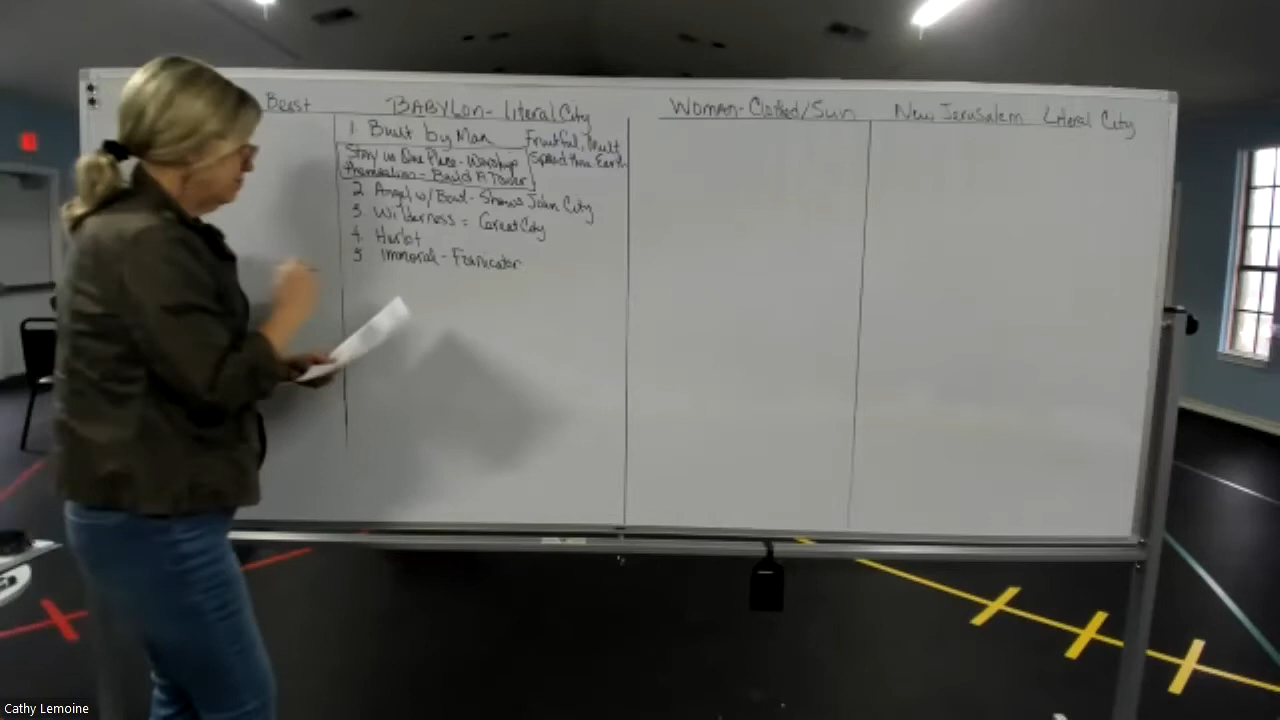 Beast
BABYLON - Literal City
Woman - Clothed/Sun
New Jerusalem Literal City
1. Built by Man
Fruitful, Mult
Spread thru Earth
Stay in One Place - Worship
themselves - Build A Tower
2. Angel w/ Bowl - Shows John City
3. Wilderness = Great City
4. Harlot
5. Immoral - Fornicator
Cathy Lemoine